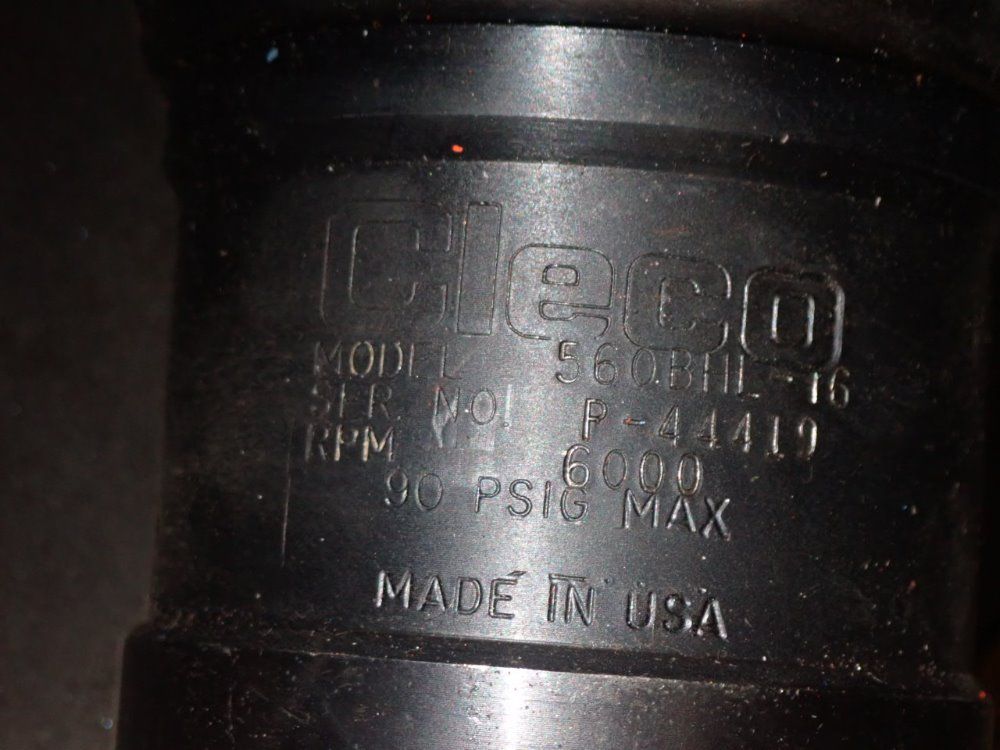 Cleco
MODEL 560BHL-16
SER. NO. P-44419
RPM 6000
90 PSIG MAX
MADE IN USA